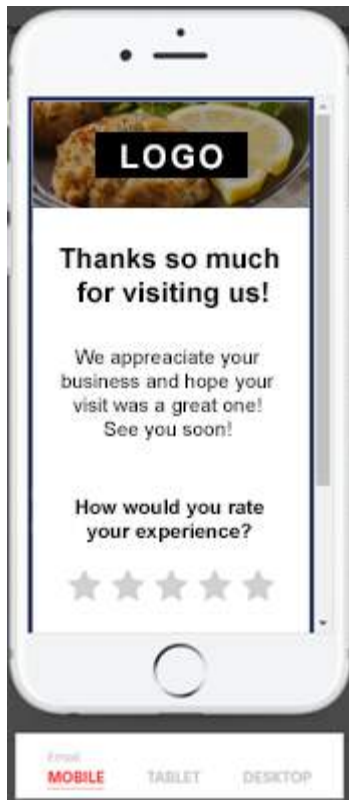 LOGO
Thanks so much
for visiting us!
We appreaciate your
business and hope your
visit was a great one!
See you soon!
How would you rate
your experience?
Email
MOBILE TABLET DESKTOP